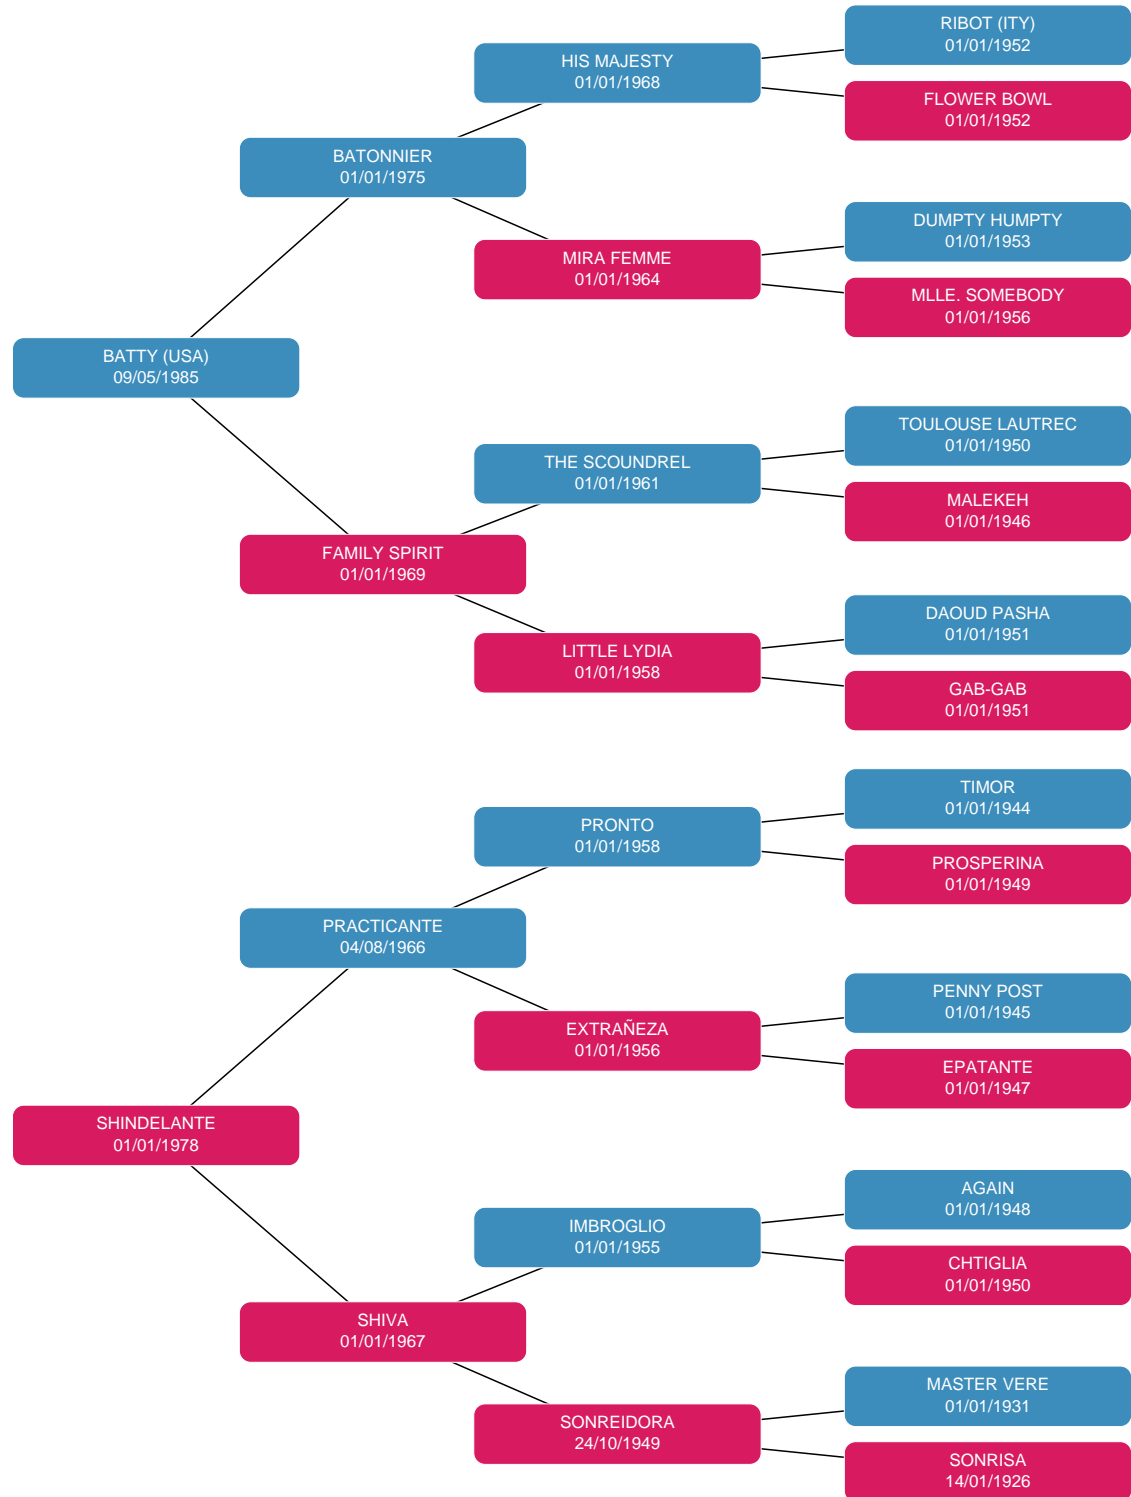 RIBOT (ITY)
01/01/1952
HIS MAJESTY
01/01/1968
FLOWER BOWL
01/01/1952
BATONNIER
01/01/1975
DUMPTY HUMPTY
01/01/1953
MIRA FEMME
01/01/1964
MLLE. SOMEBODY
01/01/1956
BATTY (USA)
09/05/1985
TOULOUSE LAUTREC
01/01/1950
THE SCOUNDREL
01/01/1961
MALEKEH
01/01/1946
FAMILY SPIRIT
01/01/1969
DAOUD PASHA
01/01/1951
LITTLE LYDIA
01/01/1958
GAB-GAB
01/01/1951
TIMOR
01/01/1944
PRONTO
01/01/1958
PROSPERINA
01/01/1949
PRACTICANTE
04/08/1966
PENNY POST
01/01/1945
EXTRAÑEZA
01/01/1956
EPATANTE
01/01/1947
SHINDELANTE
01/01/1978
AGAIN
01/01/1948
IMBROGLIO
01/01/1955
CHTIGLIA
01/01/1950
SHIVA
01/01/1967
MASTER VERE
01/01/1931
SONREIDORA
24/10/1949
SONRISA
14/01/1926